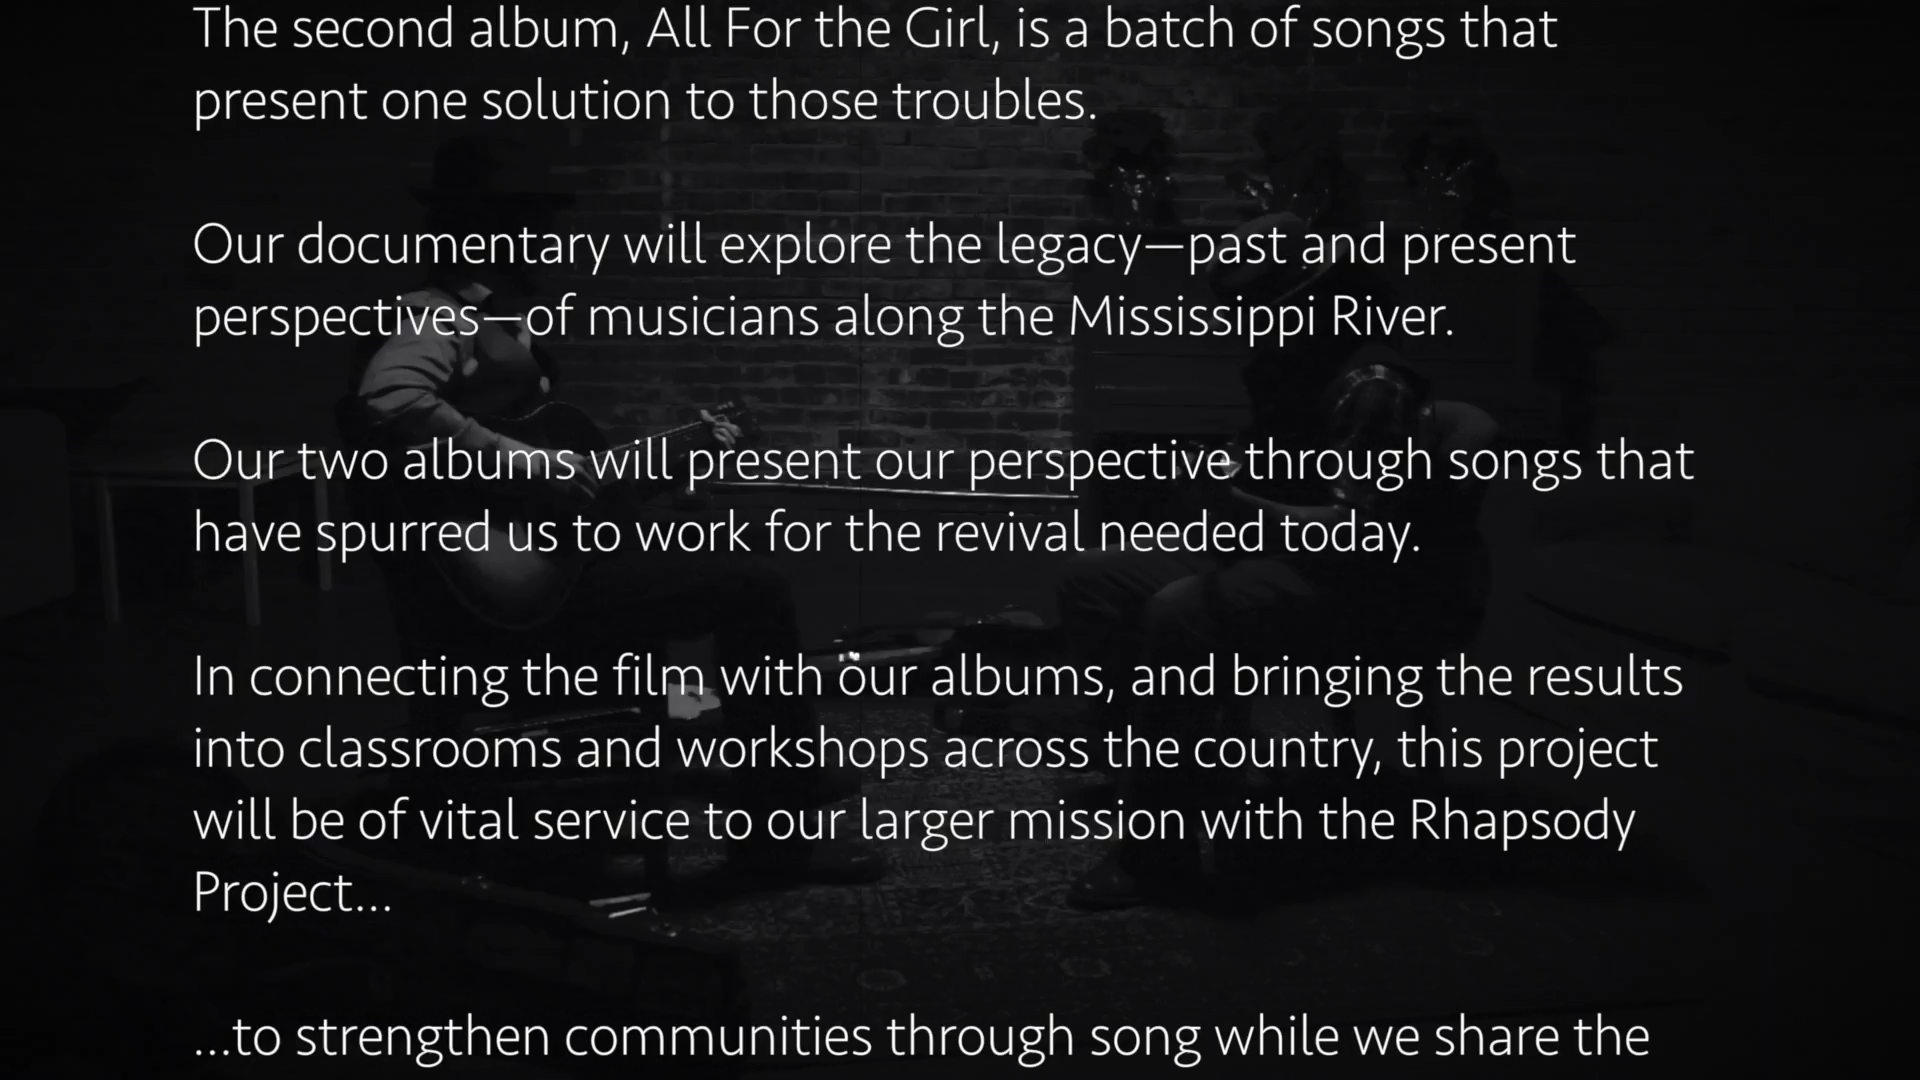 The second album, All For the Girl, is a batch of songs that
present one solution to those troubles.
Our documentary will explore the legacy—past and present
perspectives—of musicians along the Mississippi River.
Our two albums will present our perspective through songs that
have spurred us to work for the revival needed today.
In connecting the film with our albums, and bringing the results
into classrooms and workshops across the country, this project
will be of vital service to our larger mission with the Rhapsody
Project...
...to strengthen communities through song while we share the